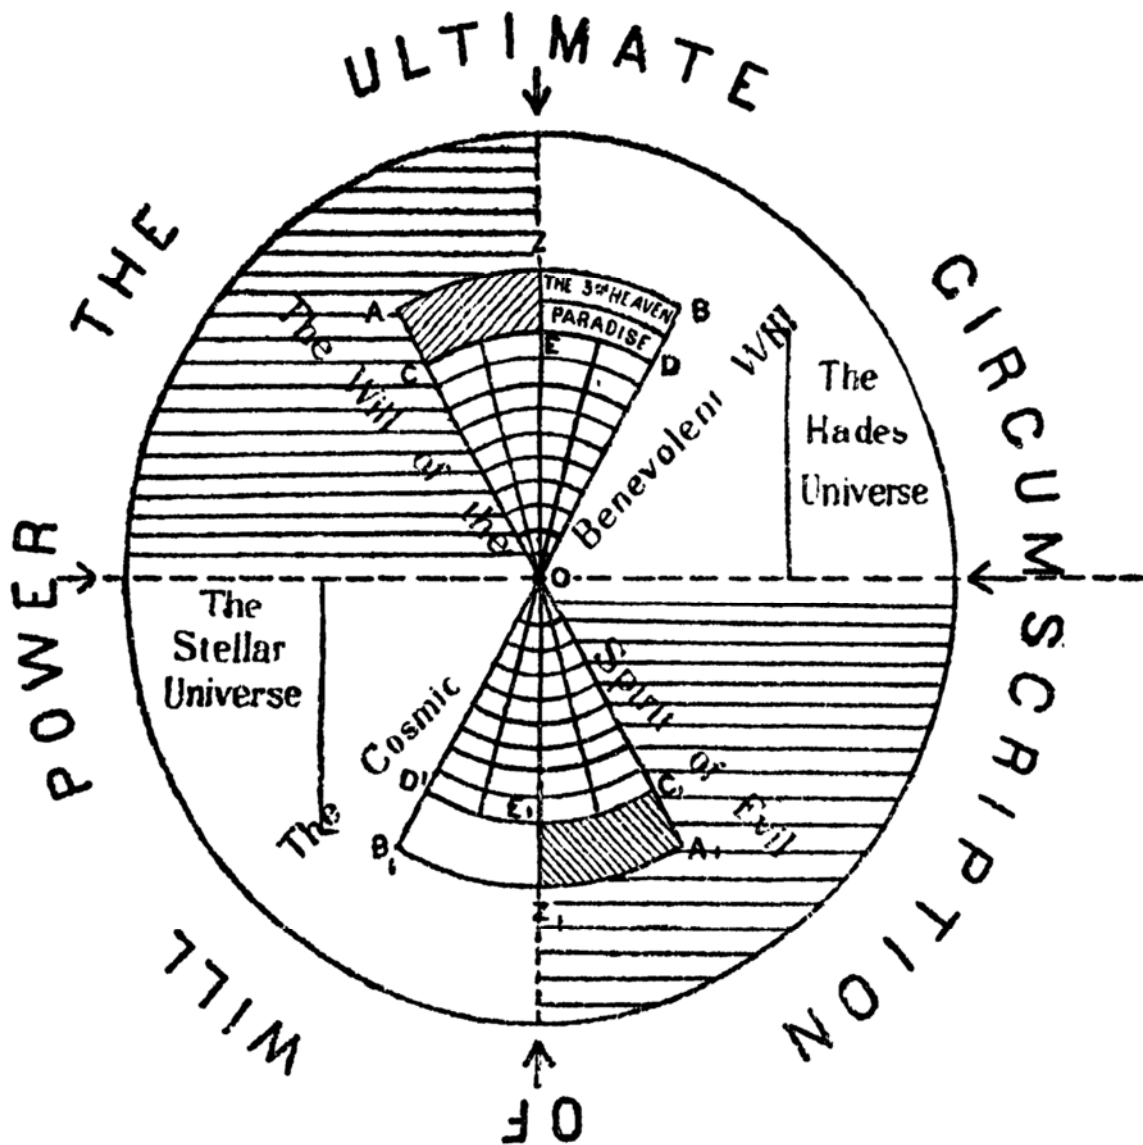 THE ULTIMATE CIRCUMSCRIPTION OF WILL POWER
Z
THE 3rd HEAVEN
PARADISE
A
B
C
E
D
The Will of the Spirit of Evil
The Cosmic Benevolent Will
The
Hades
Universe
O
The
Stellar
Universe
D1
E1
C1
B1
A1
Z1